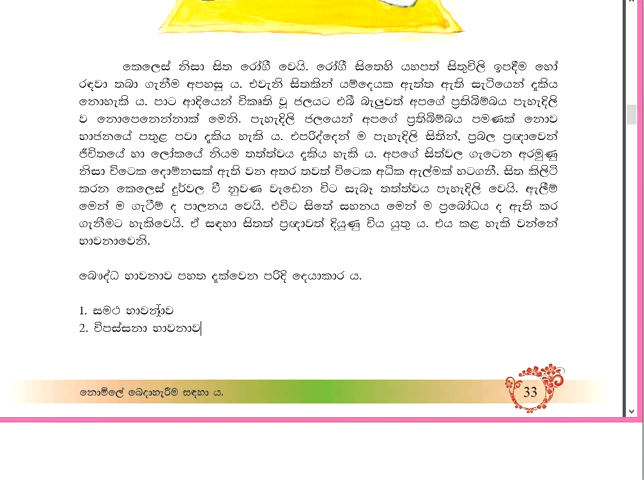 කෙලෙස් නිසා සිත රෝගී වෙයි. රෝගී සිතෙහි යහපත් සිතුවිලි ඉපදීම හෝ
රඳවා තබා ගැනීම අපහසු ය. එවැනි සිතකින් යම්දෙයක ඇත්ත ඇති සැටියෙන් දැකිය
නොහැකි ය. පාට ආදියෙන් විකෘති වූ ජලයට එබී බැලුවත් අපගේ ප්‍රතිබිම්බය පැහැදිලි
ව නොපෙනෙන්නාක් මෙනි. පැහැදිලි ජලයෙන් අපගේ ප්‍රතිබිම්බය පමණක් නොව
භාජනයේ පතුළ පවා දැකිය හැකි ය. එපරිද්දෙන් ම පැහැදිලි සිතින්, ප්‍රබල ප්‍රඥාවෙන්
ජීවිතයේ හා ලෝකයේ නියම තත්ත්වය දැකිය හැකි ය. අපගේ සිත්වල ගැටෙන අරමුණු
නිසා විටෙක දොම්නසක් ඇති වන අතර තවත් විටෙක අධික ඇල්මක් හටගනී. සිත කිලිටි
කරන කෙලෙස් දුර්වල වී නුවණ වැඩෙන විට සැබෑ තත්ත්වය පැහැදිලි වෙයි. ඇලීම්
මෙන් ම ගැටීම් ද පාලනය වෙයි. එවිට සිතේ සහනය මෙන් ම ප්‍රබෝධය ද ඇති කර
ගැනීමට හැකිවෙයි. ඒ සඳහා සිතත් ප්‍රඥාවත් දියුණු විය යුතු ය. එය කළ හැකි වන්නේ
භාවනාවෙනි.
බෞද්ධ භාවනාව පහත දැක්වෙන පරිදි දෙයාකාර ය.
1. සමථ භාවනාව
2. විපස්සනා භාවනාව
නොමිලේ බෙදාහැරීම සඳහා ය.
33